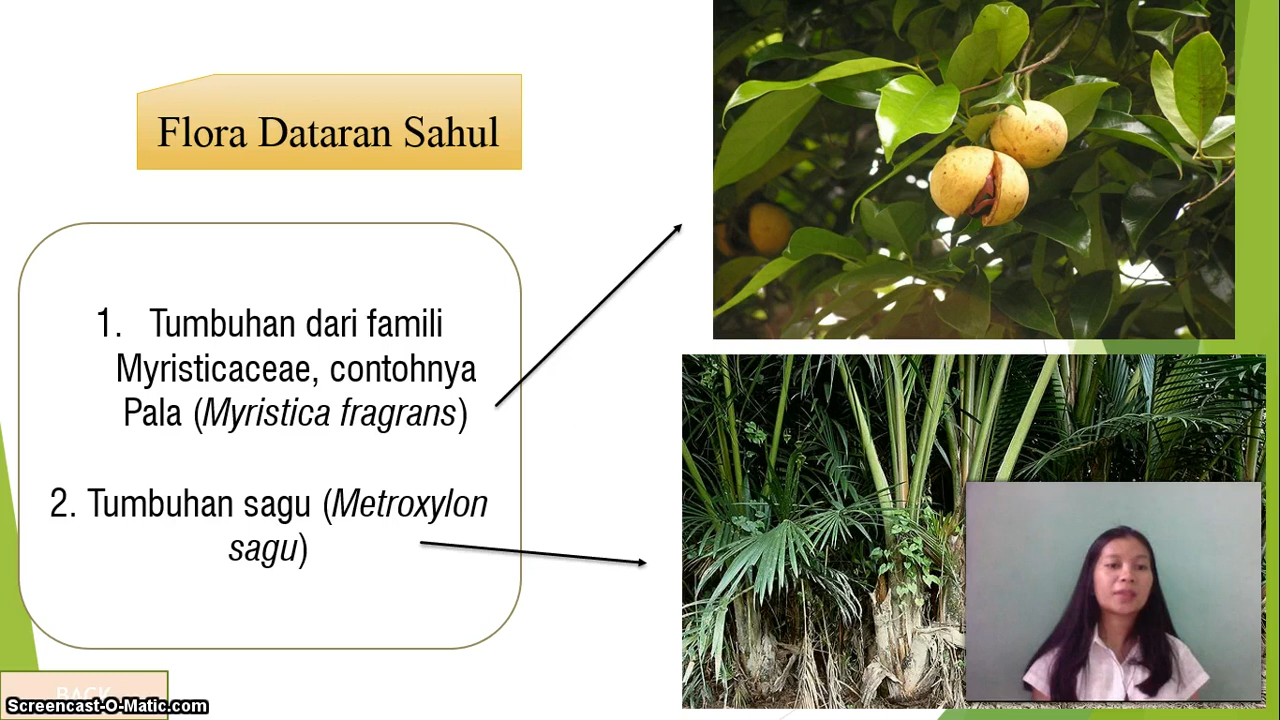 Flora Dataran Sahul
1. Tumbuhan dari famili
Myristicaceae, contohnya
Pala (Myristica fragrans)
2. Tumbuhan sagu (Metroxylon
sagu)
BACK
Screencast-O-Matic.com